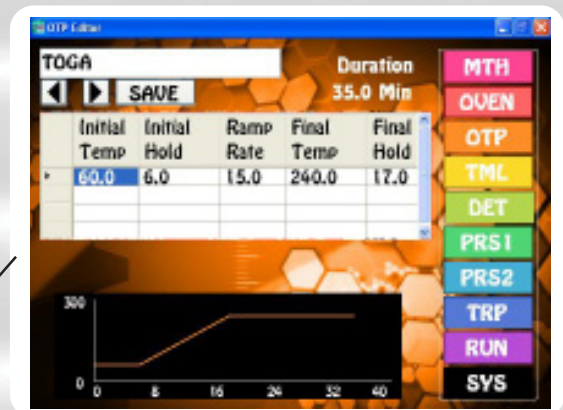 OTP Editor
TOGA
Duration
35.0 Min
SAVE
Initial Temp
Initial Hold
Ramp Rate
Final Temp
Final Hold
60.0 6.0 15.0 240.0 17.0
300
0
0 8 16 24 32 40
MTH
OVEN
OTP
TML
DET
PRS1
PRS2
TRP
RUN
SYS